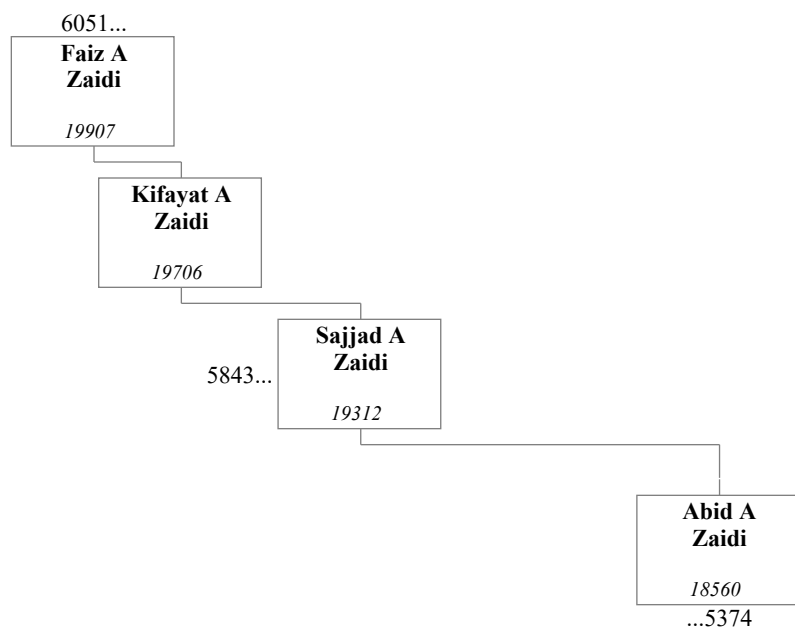 6051...
Faiz A
Zaidi
19907
Kifayat A
Zaidi
19706
Sajjad A
Zaidi
5843...
19312
Abid A
Zaidi
18560
...5374